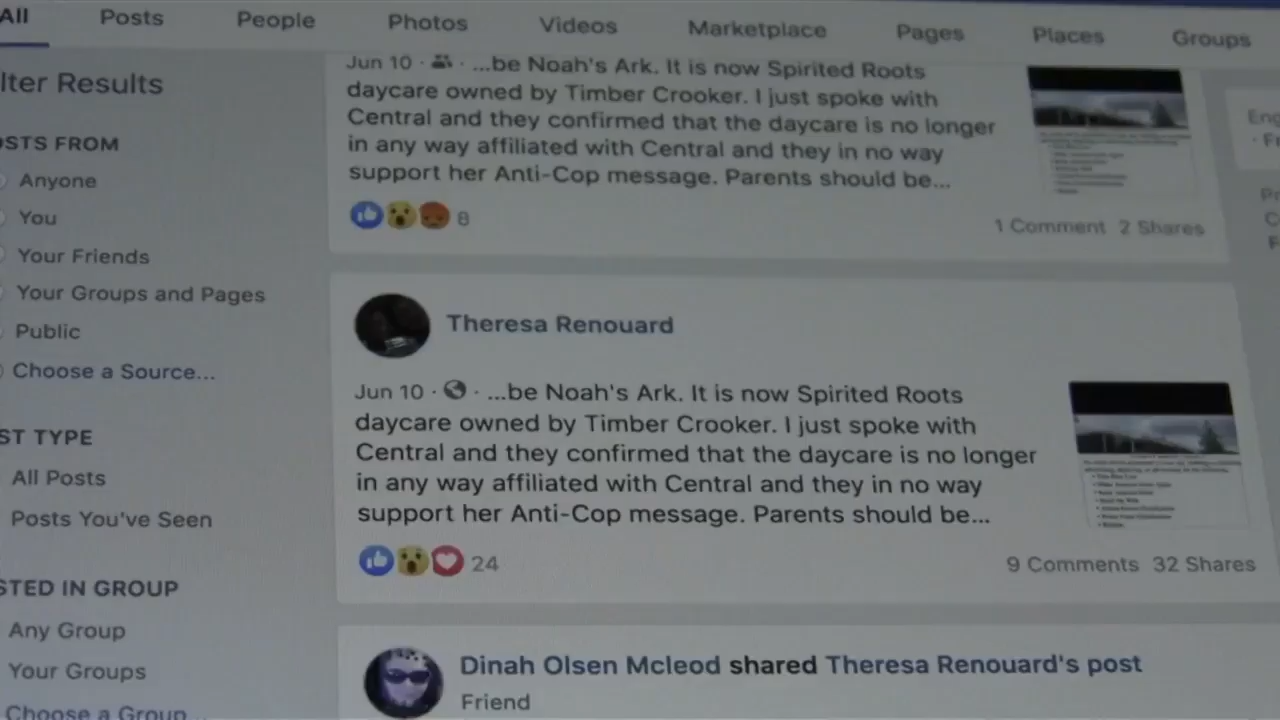 All Posts People Photos Videos Marketplace Pages Places Groups
lter Results
OSTS FROM
Anyone
You
Your Friends
Your Groups and Pages
Public
Choose a Source...
ST TYPE
All Posts
Posts You've Seen
STED IN GROUP
Any Group
Your Groups
Choose a Group...
Jun 10 · · ...be Noah's Ark. It is now Spirited Roots
daycare owned by Timber Crooker. I just spoke with
Central and they confirmed that the daycare is no longer
in any way affiliated with Central and they in no way
support her Anti-Cop message. Parents should be...
8
1 Comment 2 Shares
Theresa Renouard
Jun 10 · · ...be Noah's Ark. It is now Spirited Roots
daycare owned by Timber Crooker. I just spoke with
Central and they confirmed that the daycare is no longer
in any way affiliated with Central and they in no way
support her Anti-Cop message. Parents should be...
24
9 Comments 32 Shares
Dinah Olsen Mcleod shared Theresa Renouard's post
Friend